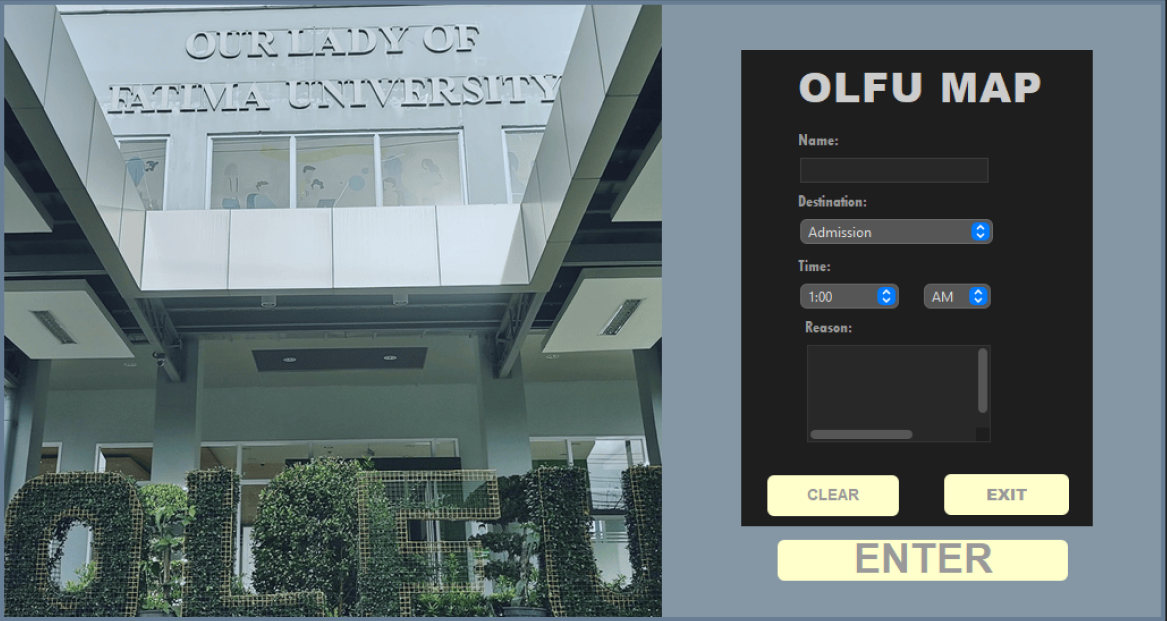 OUR LADY OF
FATIMA UNIVERSITY
OLFU
OLFU MAP
Name:
Destination:
Admission
Time:
1:00 AM
Reason:
CLEAR EXIT
ENTER